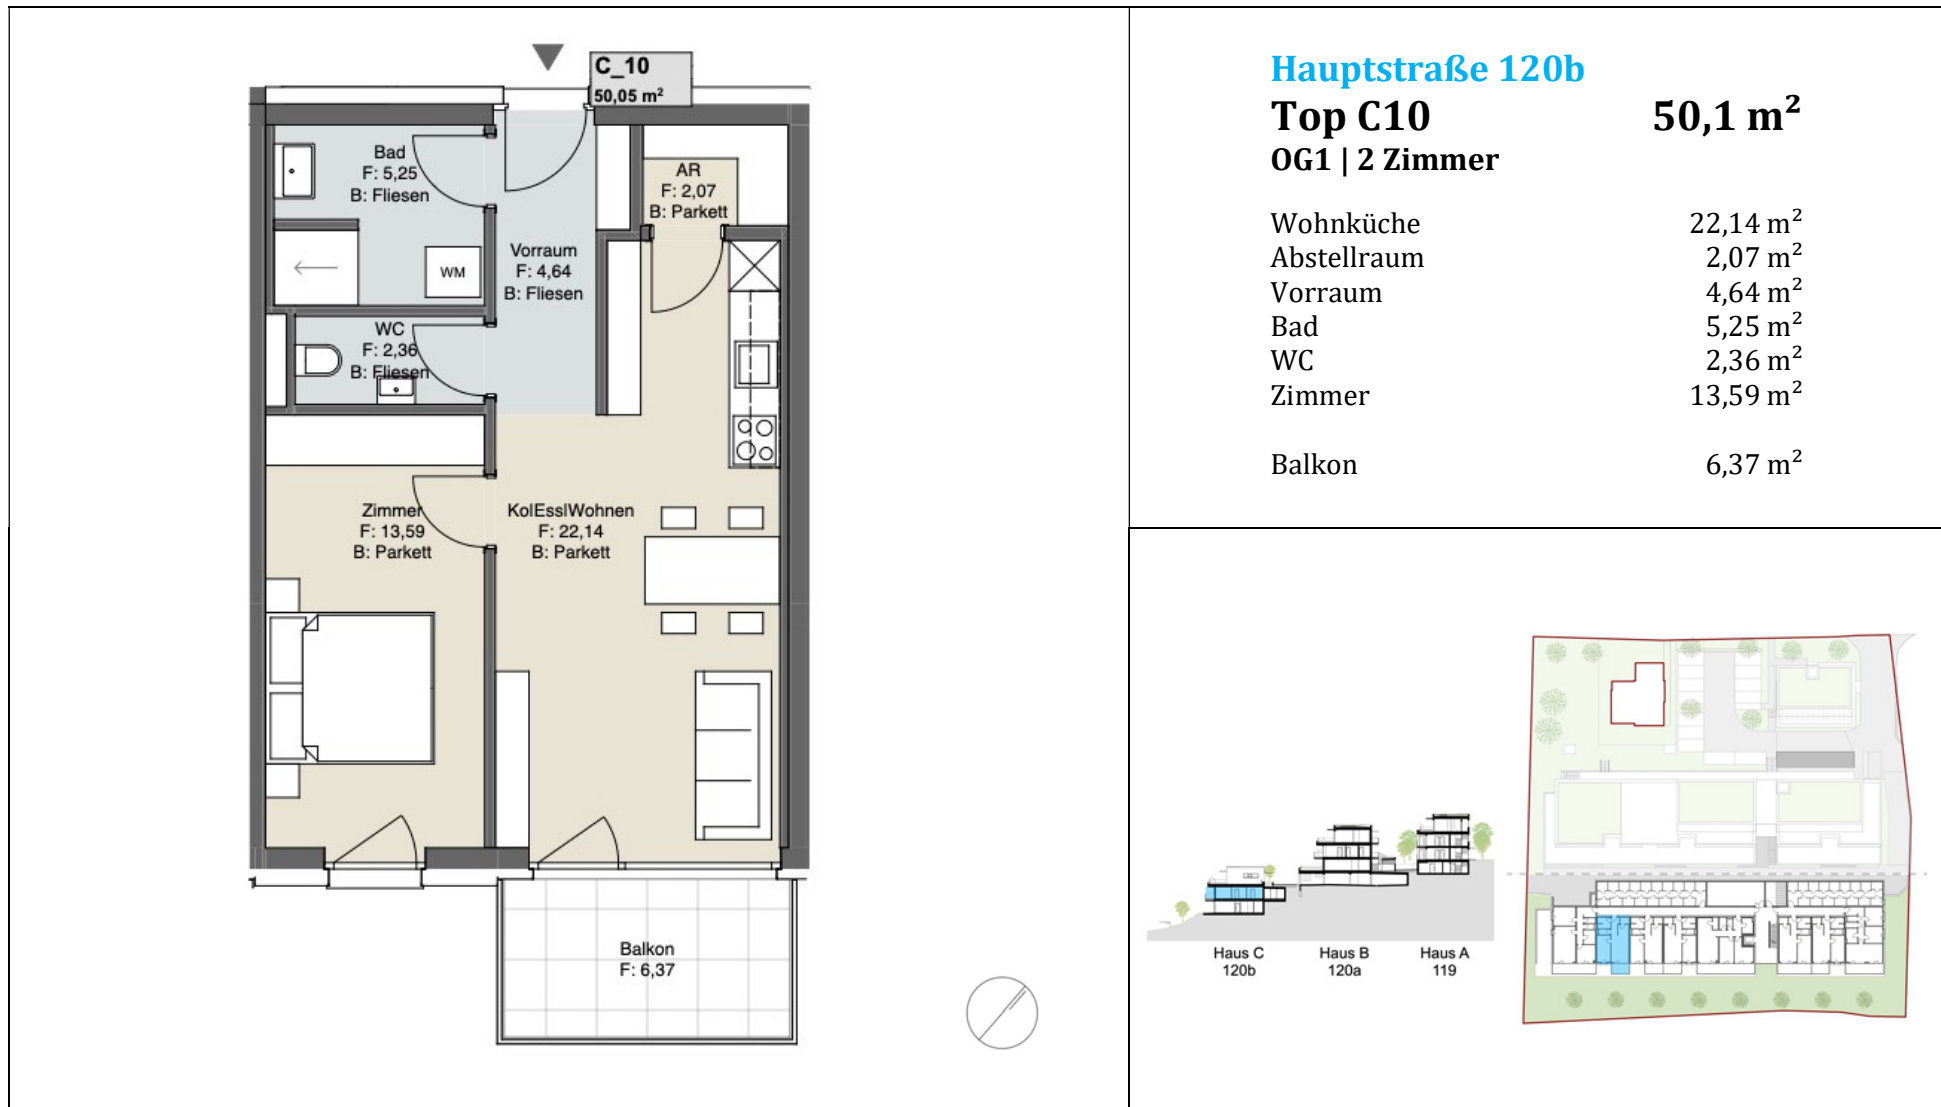 C_10
50,05 m²
Bad
F: 5,25
B: Fliesen
AR
F: 2,07
B: Parkett
Vorraum
F: 4,64
B: Fliesen
WM
WC
F: 2,36
B: Fliesen
Zimmer
F: 13,59
B: Parkett
KolEsslWohnen
F: 22,14
B: Parkett
Balkon
F: 6,37
Hauptstraße 120b
Top C10 50,1 m²
OG1 | 2 Zimmer
Wohnküche 22,14 m²
Abstellraum 2,07 m²
Vorraum 4,64 m²
Bad 5,25 m²
WC 2,36 m²
Zimmer 13,59 m²
Balkon 6,37 m²
Haus C
120b
Haus B
120a
Haus A
119